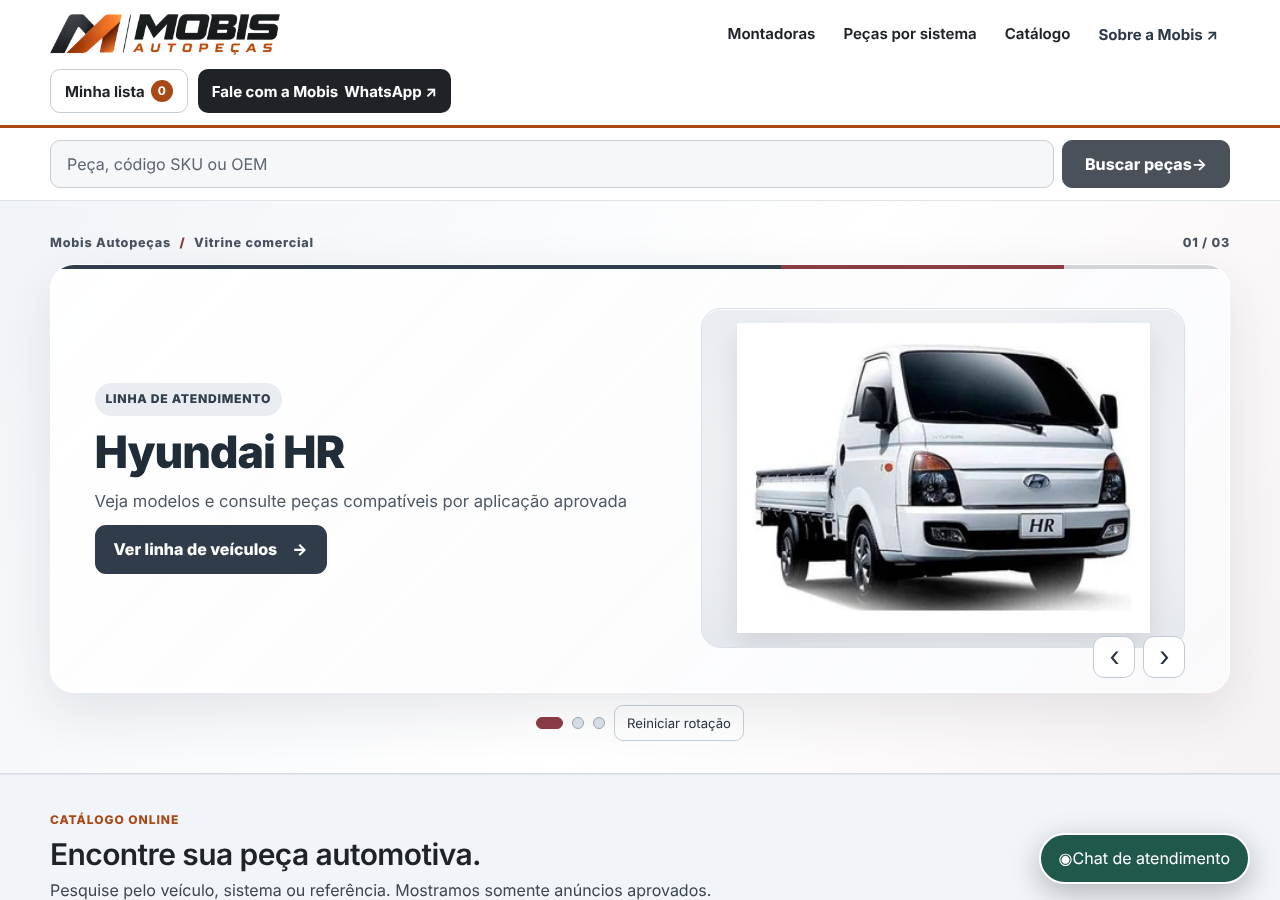 MOBIS
AUTOPEÇAS
Montadoras
Peças por sistema
Catálogo
Sobre a Mobis ↗
Minha lista 0
Fale com a Mobis WhatsApp ↗
Peça, código SKU ou OEM
Buscar peças→
Mobis Autopeças / Vitrine comercial
01 / 03
LINHA DE ATENDIMENTO
Hyundai HR
Veja modelos e consulte peças compatíveis por aplicação aprovada
Ver linha de veículos →
HYUNDAI
HR
‹ ›
Reiniciar rotação
CATÁLOGO ONLINE
Encontre sua peça automotiva.
Pesquise pelo veículo, sistema ou referência. Mostramos somente anúncios aprovados.
◉Chat de atendimento